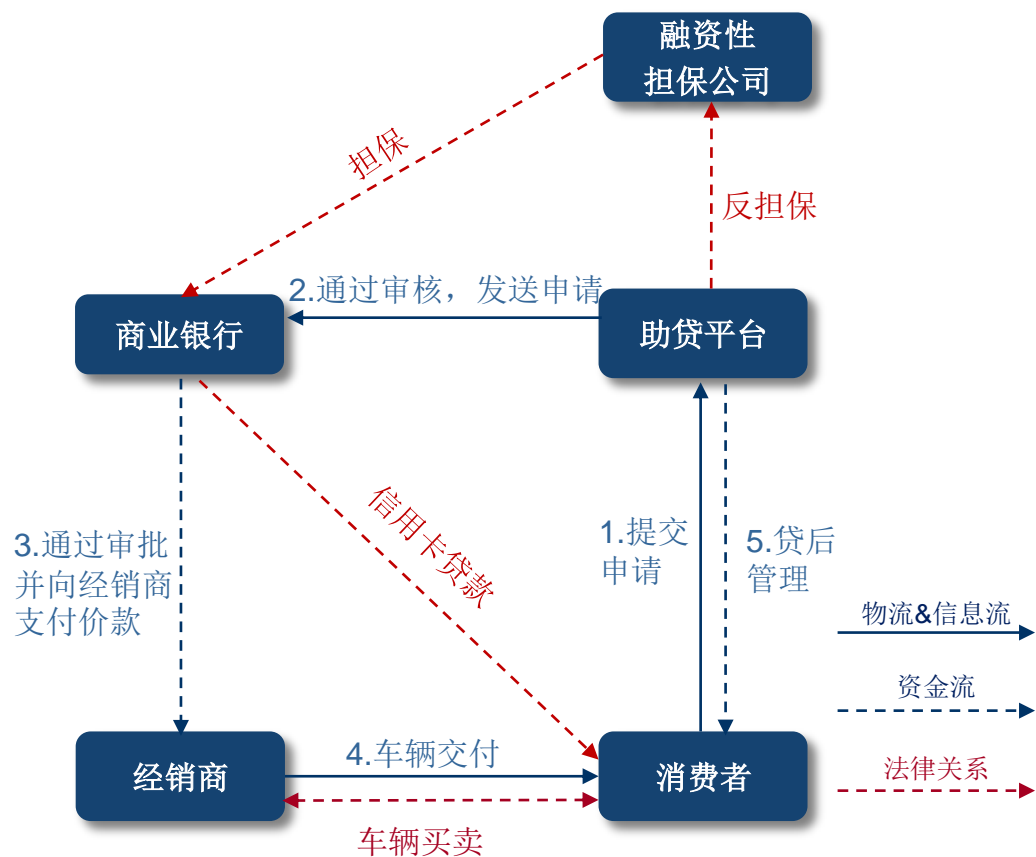 融资性
担保公司
担保
反担保
2.通过审核，发送申请
商业银行
助贷平台
信用卡贷款
3.通过审批
并向经销商
支付价款
1.提交
申请
5.贷后
管理
物流&信息流
资金流
法律关系
经销商
4.车辆交付
消费者
车辆买卖